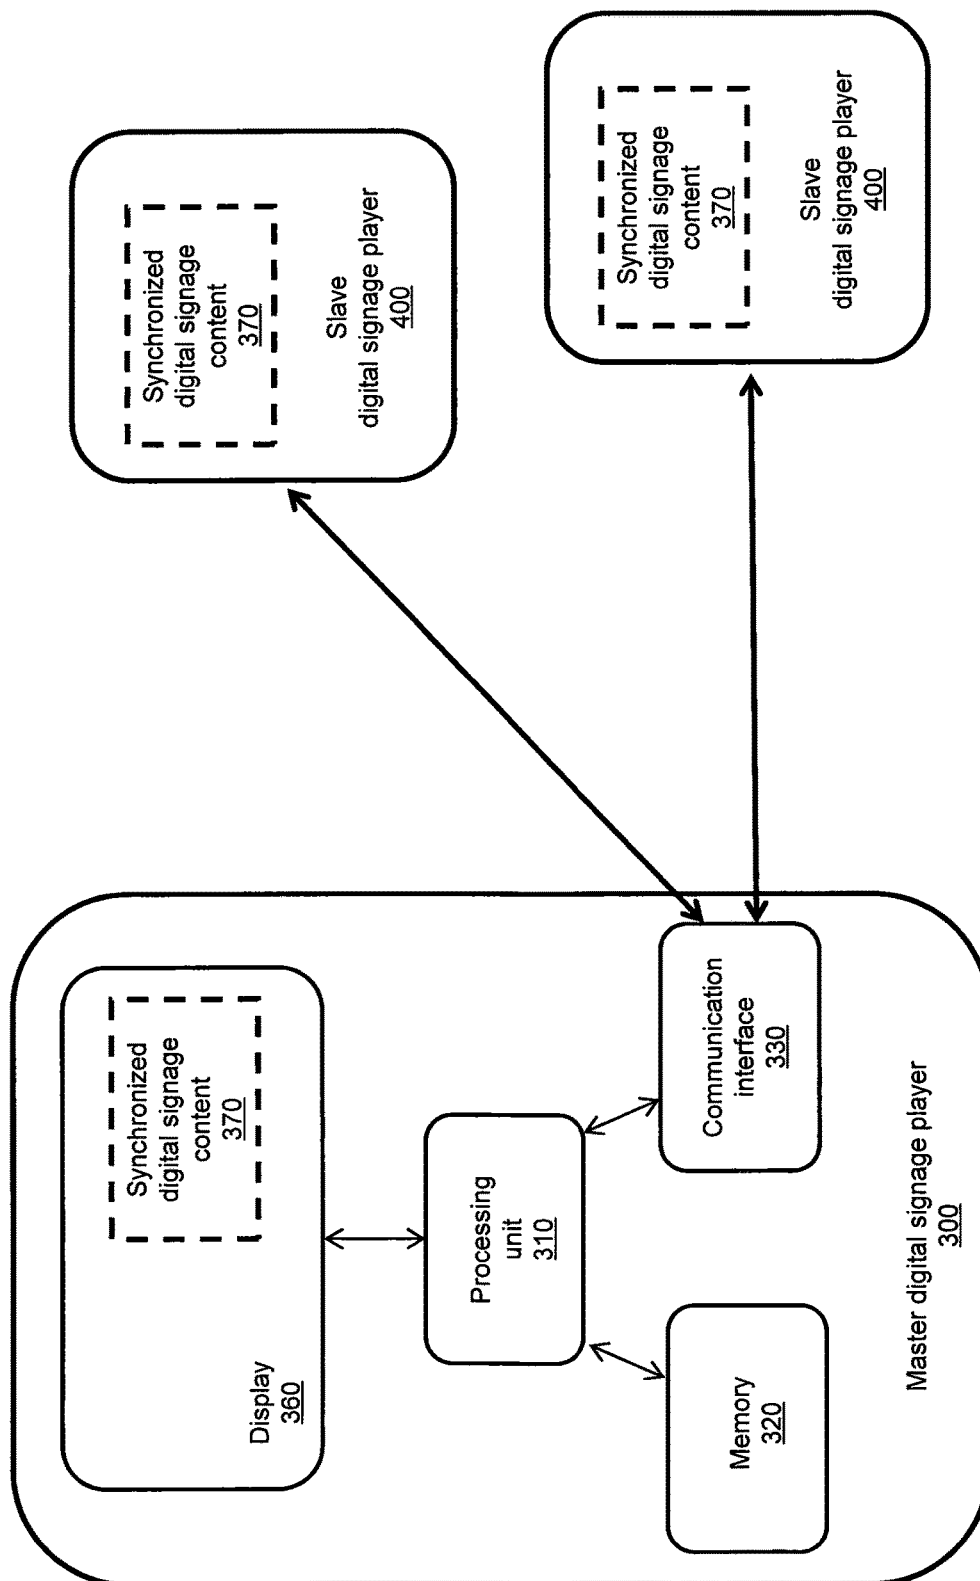 Display
360
Synchronized
digital signage
content
370
Processing
unit
310
Memory
320
Communication
interface
330
Master digital signage player
300
Synchronized
digital signage
content
370
Slave
digital signage player
400
Synchronized
digital signage
content
370
Slave
digital signage player
400